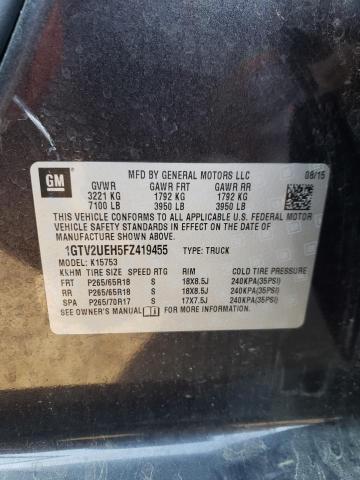 GM
MFD BY GENERAL MOTORS LLC 08/15
GVWR GAWR FRT GAWR RR
3221 KG 1792 KG 1792 KG
7100 LB 3950 LB 3950 LB
THIS VEHICLE CONFORMS TO ALL APPLICABLE U.S. FEDERAL MOTOR
VEHICLE SAFETY STANDARDS IN EFFECT ON THE DATE OF
MANUFACTURE SHOWN ABOVE.
1GTV2UEH5FZ419455 TYPE: TRUCK
MODEL: K15753
TIRE SIZE SPEED RTG RIM COLD TIRE PRESSURE
FRT P265/65R18 S 18X8.5J 240KPA(35PSI)
RR P265/65R18 S 18X8.5J 240KPA(35PSI)
SPA P265/70R17 S 17X7.5J 240KPA(35PSI)
SEE OWNER'S MANUAL FOR MORE INFORMATION.